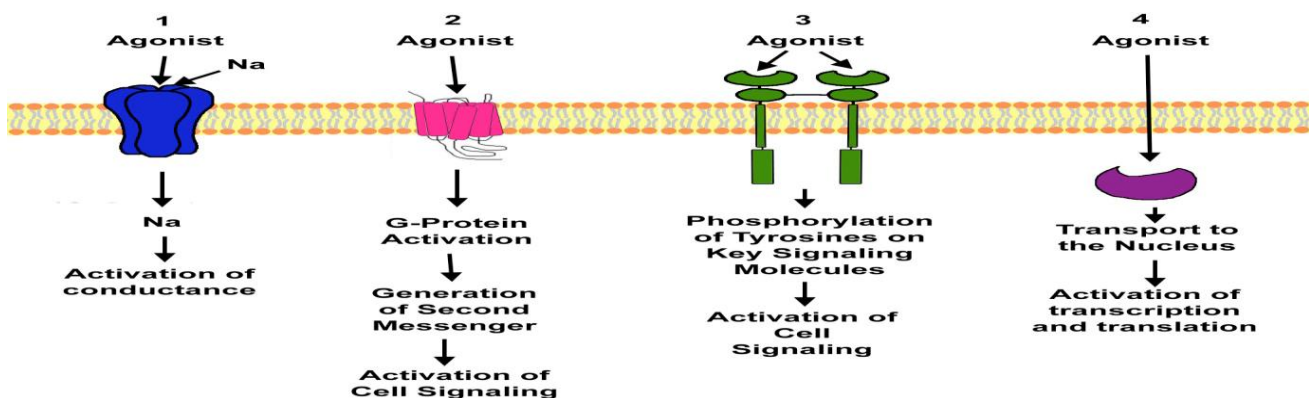 1
Agonist
Na
Na
Activation of
conductance
2
Agonist
G-Protein
Activation
Generation
of Second
Messenger
Activation of
Cell Signaling
3
Agonist
Phosphorylation
of Tyrosines on
Key Signaling
Molecules
Activation of
Cell
Signaling
4
Agonist
Transport to
the Nucleus
Activation of
transcription
and translation